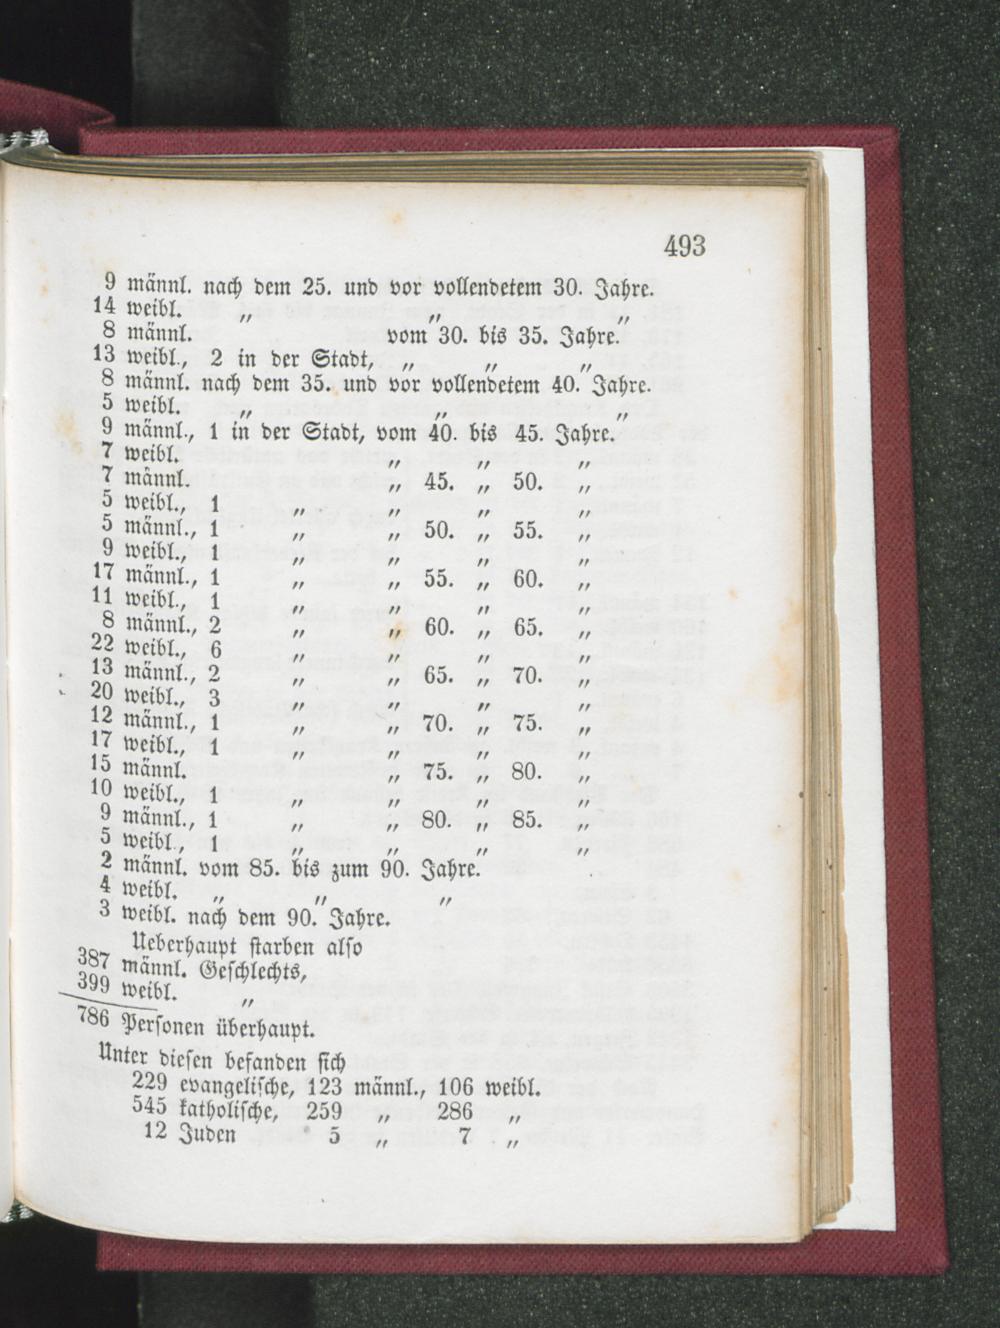 493
9 männl. nach dem 25. und vor vollendetem 30. Jahre.
14 weibl. „ „ „
8 männl. vom 30. bis 35. Jahre.
13 weibl., 2 in der Stadt, „ „ „
8 männl. nach dem 35. und vor vollendetem 40. Jahre.
5 weibl. „ „ „
9 männl., 1 in der Stadt, vom 40. bis 45. Jahre.
7 weibl. „ „ „
7 männl. „ 45. „ 50. „
5 weibl., 1 „ „ „ „
5 männl., 1 „ „ 50. „ 55. „
9 weibl., „ „ „ „
17 männl., 1 „ „ 55. „ 60. „
11 weibl., 1 „ „ „ „
8 männl., 2 „ „ 60. „ 65. „
22 weibl., 6 „ „ „ „
13 männl., 2 „ „ 65. „ 70. „
20 weibl., 3 „ „ „ „
12 männl., 1 „ „ 70. „ 75. „
17 weibl., 1 „ „ „ „
15 männl. „ 75. „ 80. „
10 weibl., 1 „ „ „ „
9 männl., 1 „ „ 80. „ 85. „
5 weibl., 1 „ „ „ „
2 männl. vom 85. bis zum 90. Jahre.
4 weibl. „ „ „
3 weibl. nach dem 90. Jahre.
Ueberhaupt starben also
387 männl. Geschlechts,
399 weibl. „
786 Personen überhaupt.
Unter diesen befanden sich
229 evangelische, 123 männl., 106 weibl.
545 katholische, 259 „ 286 „
12 Juden 5 „ 7 „